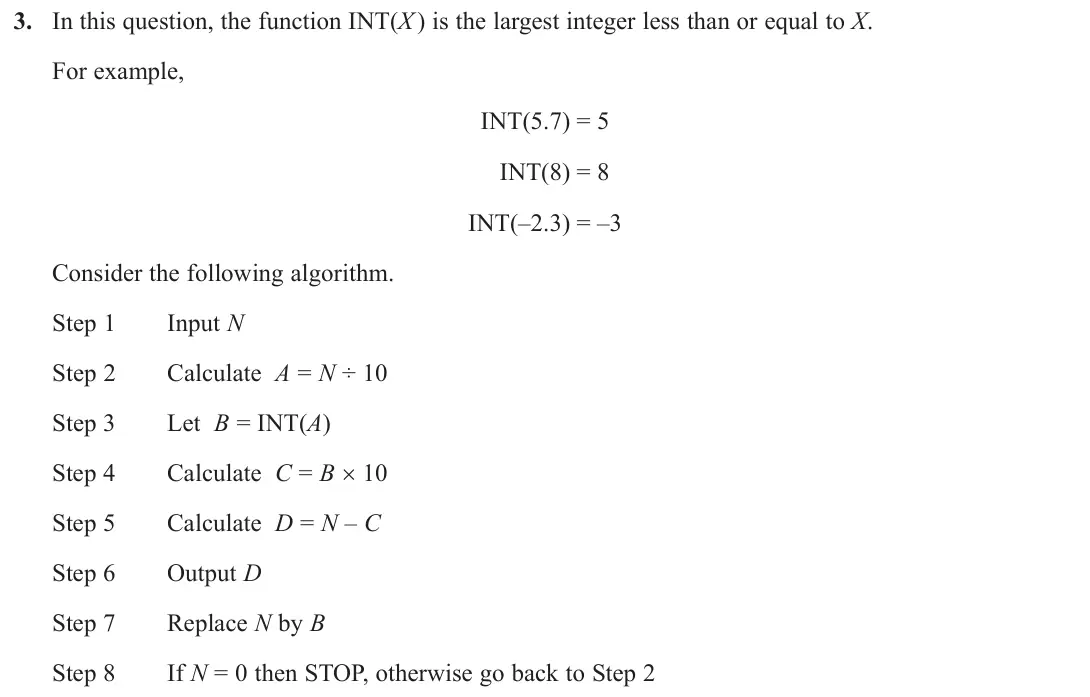 3. In this question, the function INT(X) is the largest integer less than or equal to X.
For example,
INT(5.7) = 5
INT(8) = 8
INT(–2.3) = –3
Consider the following algorithm.
Step 1 Input N
Step 2 Calculate A = N ÷ 10
Step 3 Let B = INT(A)
Step 4 Calculate C = B × 10
Step 5 Calculate D = N – C
Step 6 Output D
Step 7 Replace N by B
Step 8 If N = 0 then STOP, otherwise go back to Step 2